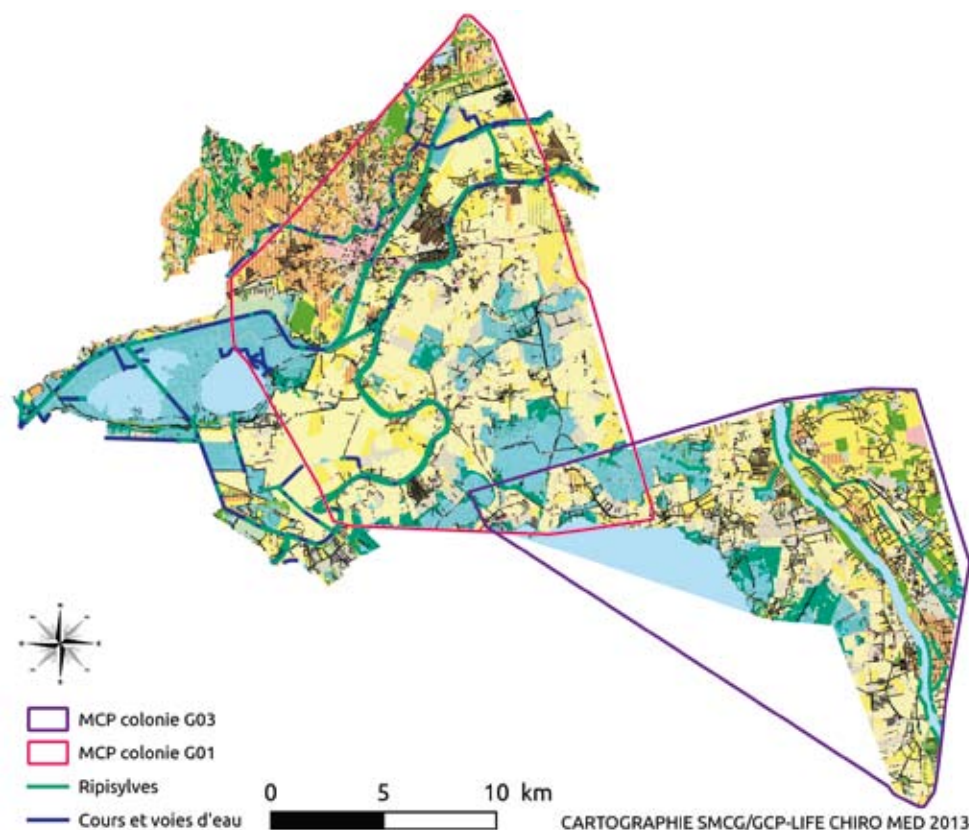 MCP colonie G03
MCP colonie G01
Ripisylves
Cours et voies d'eau
0 5 10 km
CARTOGRAPHIE SMCG/GCP-LIFE CHIRO MED 2013